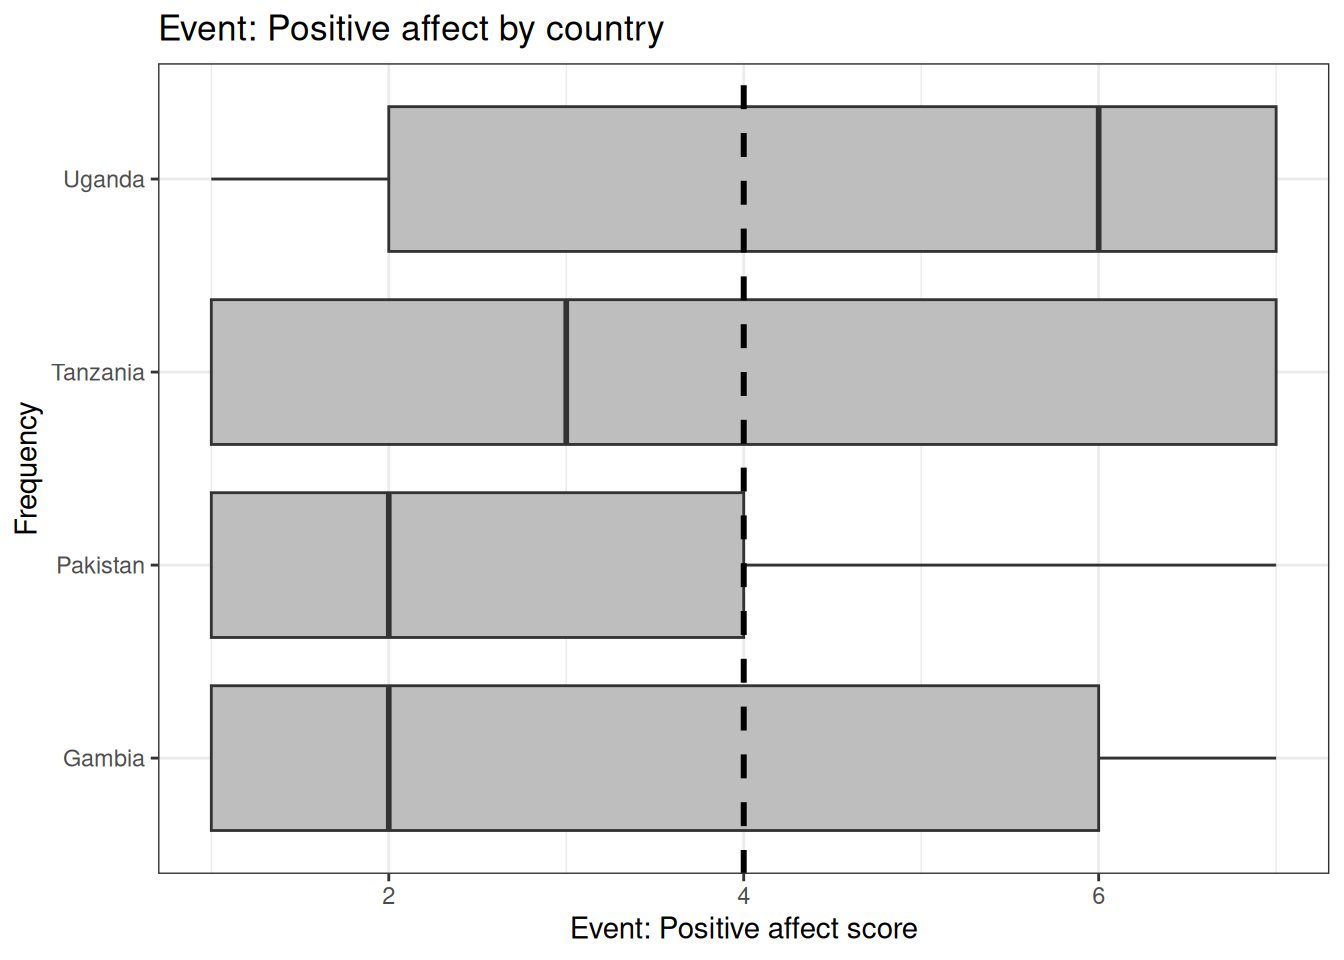 Event: Positive affect by country
Frequency
Uganda
Tanzania
Pakistan
Gambia
2 4 6
Event: Positive affect score